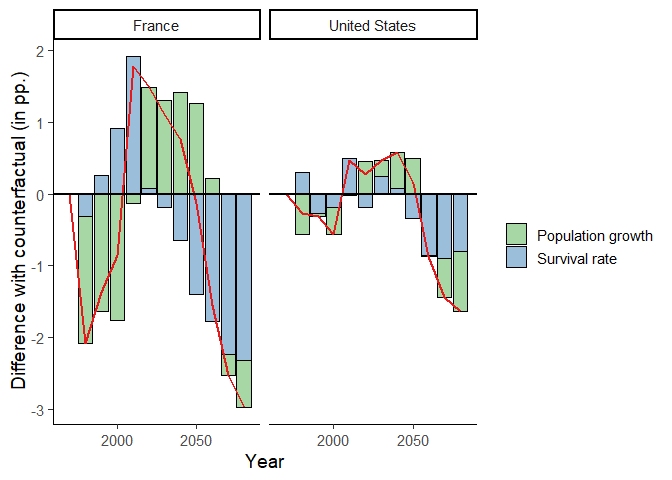 France
United States
Difference with counterfactual (in pp.)
2
1
0
-1
-2
-3
2000
2050
2000
2050
Year
Population growth
Survival rate